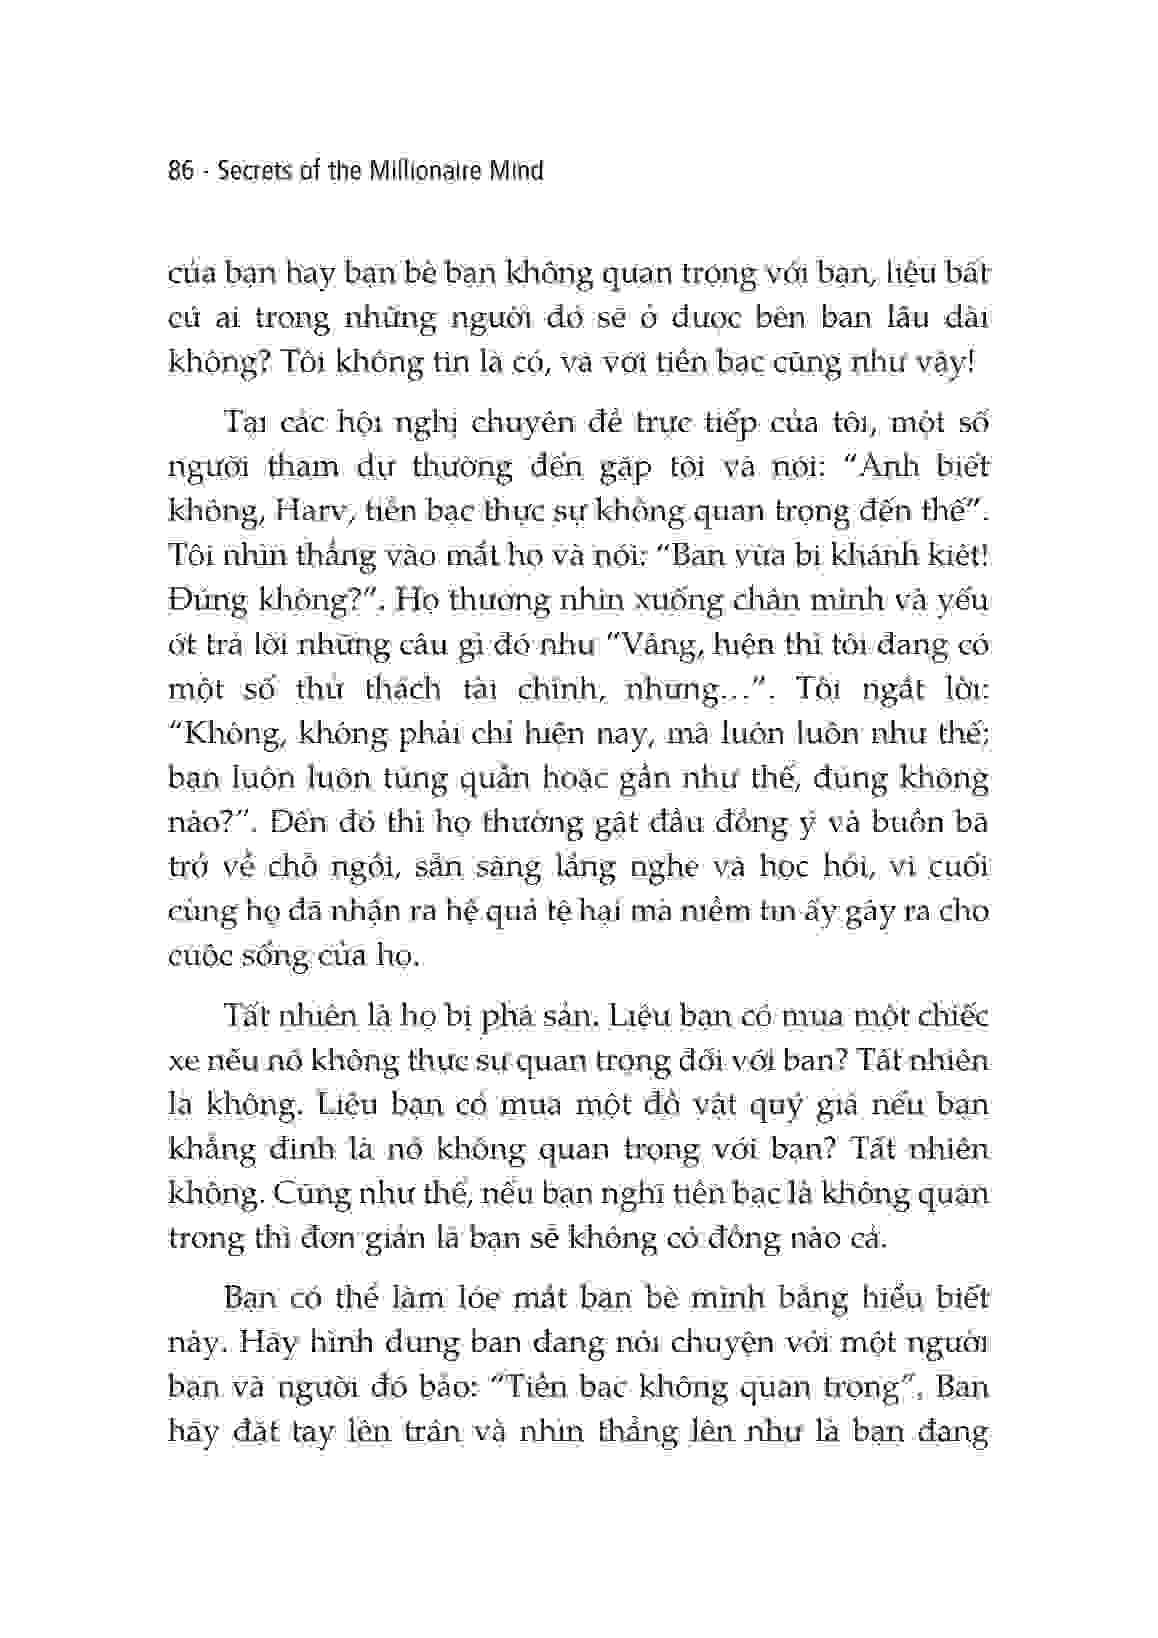 86 - Secrets of the Millionaire Mind
của bạn hay bạn bè bạn không quan trọng với bạn, liệu bất
cứ ai trong những người đó sẽ ở được bên bạn lâu dài
không? Tôi không tin là có, và với tiền bạc cũng như vậy!
Tại các hội nghị chuyên đề trực tiếp của tôi, một số
người tham dự thường đến gặp tôi và nói: “Anh biết
không, Harv, tiền bạc thực sự không quan trọng đến thế”.
Tôi nhìn thẳng vào mắt họ và nói: “Bạn vừa bị khánh kiệt!
Đúng không?”. Họ thường nhìn xuống chân mình và yếu
ớt trả lời những câu gì đó như “Vâng, hiện thì tôi đang có
một số thử thách tài chính, nhưng...”. Tôi ngắt lời:
“Không, không phải chỉ hiện nay, mà luôn luôn như thế;
bạn luôn luôn túng quẫn hoặc gần như thế, đúng không
nào?”. Đến đó thì họ thường gật đầu đồng ý và buồn bã
trở về chỗ ngồi, sẵn sàng lắng nghe và học hỏi, vì cuối
cùng họ đã nhận ra hệ quả tệ hại mà niềm tin ấy gây ra cho
cuộc sống của họ.
Tất nhiên là họ bị phá sản. Liệu bạn có mua một chiếc
xe nếu nó không thực sự quan trọng đối với bạn? Tất nhiên
là không. Liệu bạn có mua một đồ vật quý giá nếu bạn
khẳng định là nó không quan trọng với bạn? Tất nhiên
không. Cũng như thế, nếu bạn nghĩ tiền bạc là không quan
trọng thì đơn giản là bạn sẽ không có đồng nào cả.
Bạn có thể làm lóe mắt bạn bè mình bằng hiểu biết
này. Hãy hình dung bạn đang nói chuyện với một người
bạn và người đó bảo: “Tiền bạc không quan trọng”. Bạn
hãy đặt tay lên trán và nhìn thẳng lên như là bạn đang